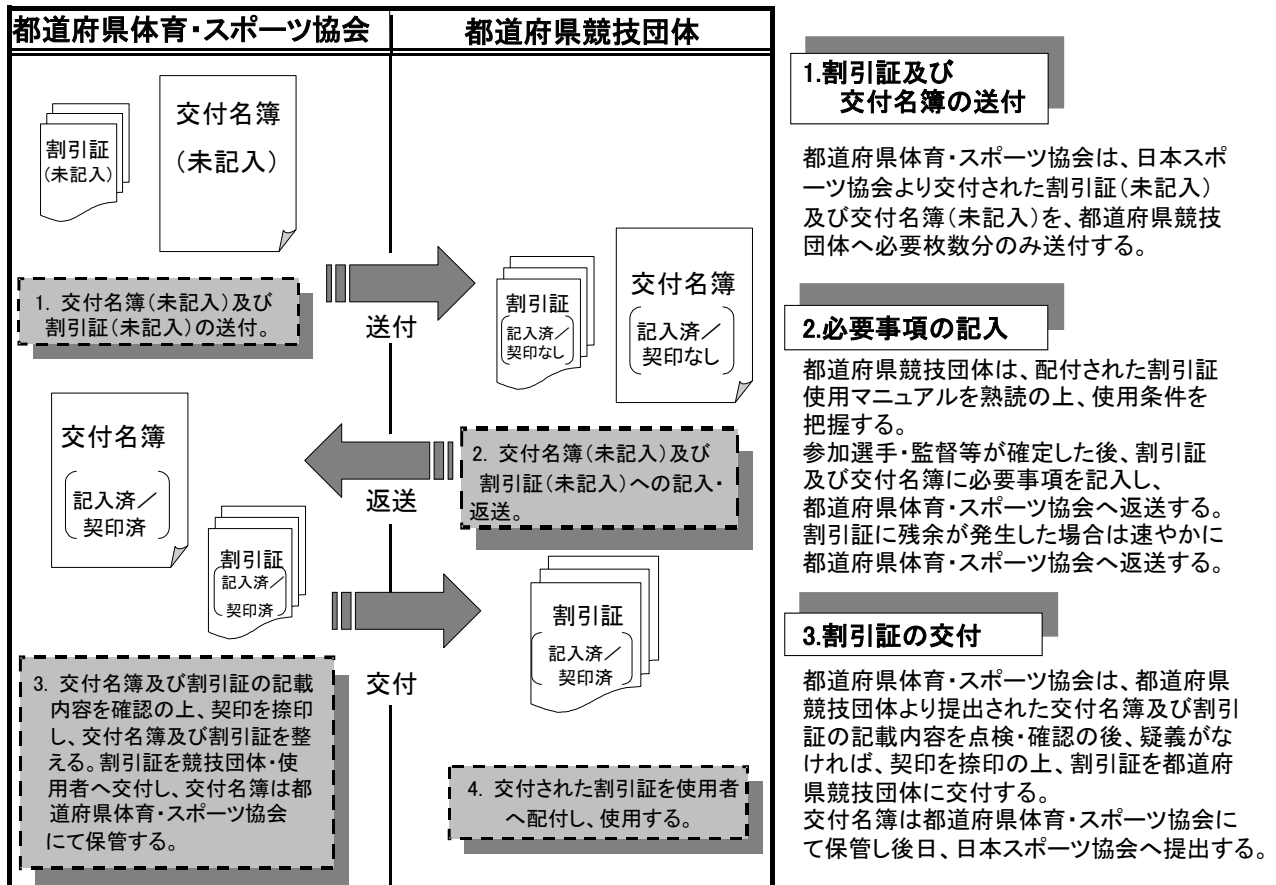 都道府県体育・スポーツ協会
都道府県競技団体
割引証
(未記入)
交付名簿
(未記入)
1. 交付名簿(未記入)及び
割引証(未記入)の送付。
送付
割引証
記入済/
契印なし
交付名簿
記入済/
契印なし
交付名簿
記入済/
契印済
返送
2. 交付名簿(未記入)及び
割引証(未記入)への記入・
返送。
割引証
記入済/
契印済
交付
割引証
記入済/
契印済
3. 交付名簿及び割引証の記載
内容を確認の上、契印を捺印
し、交付名簿及び割引証を整
える。割引証を競技団体・使
用者へ交付し、交付名簿は都
道府県体育・スポーツ協会
にて保管する。
4. 交付された割引証を使用者
へ配付し、使用する。
1.割引証及び
交付名簿の送付
都道府県体育・スポーツ協会は、日本スポ
ーツ協会より交付された割引証(未記入)
及び交付名簿(未記入)を、都道府県競技
団体へ必要枚数分のみ送付する。
2.必要事項の記入
都道府県競技団体は、配付された割引証
使用マニュアルを熟読の上、使用条件を
把握する。
参加選手・監督等が確定した後、割引証
及び交付名簿に必要事項を記入し、
都道府県体育・スポーツ協会へ返送する。
割引証に残余が発生した場合は速やかに
都道府県体育・スポーツ協会へ返送する。
3.割引証の交付
都道府県体育・スポーツ協会は、都道府県
競技団体より提出された交付名簿及び割引
証の記載内容を点検・確認の後、疑義がな
ければ、契印を捺印の上、割引証を都道府
県競技団体に交付する。
交付名簿は都道府県体育・スポーツ協会に
て保管し後日、日本スポーツ協会へ提出する。